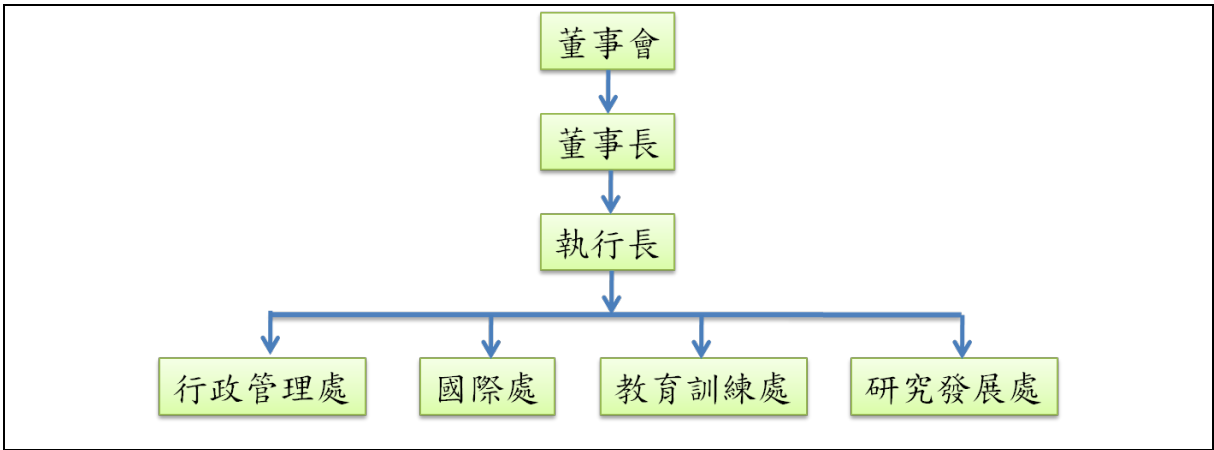 董事會
董事長
執行長
行政管理處
國際處
教育訓練處
研究發展處